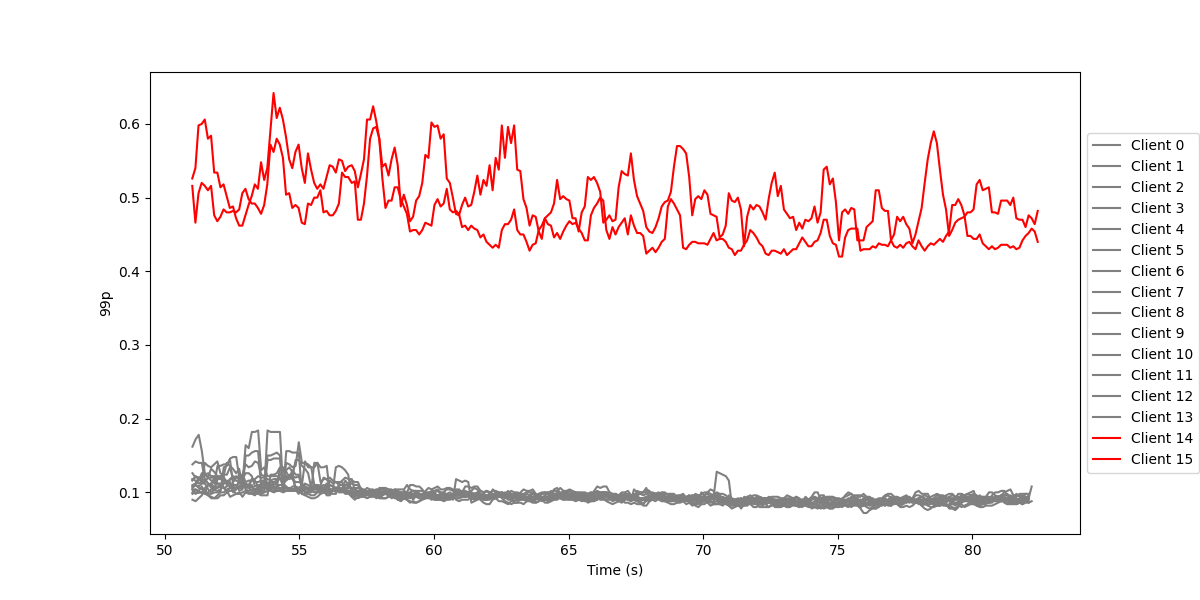 0.6
0.5
0.4
0.3
0.2
0.1
99p
50
55
60
65
70
75
80
Time (s)
Client 0
Client 1
Client 2
Client 3
Client 4
Client 5
Client 6
Client 7
Client 8
Client 9
Client 10
Client 11
Client 12
Client 13
Client 14
Client 15